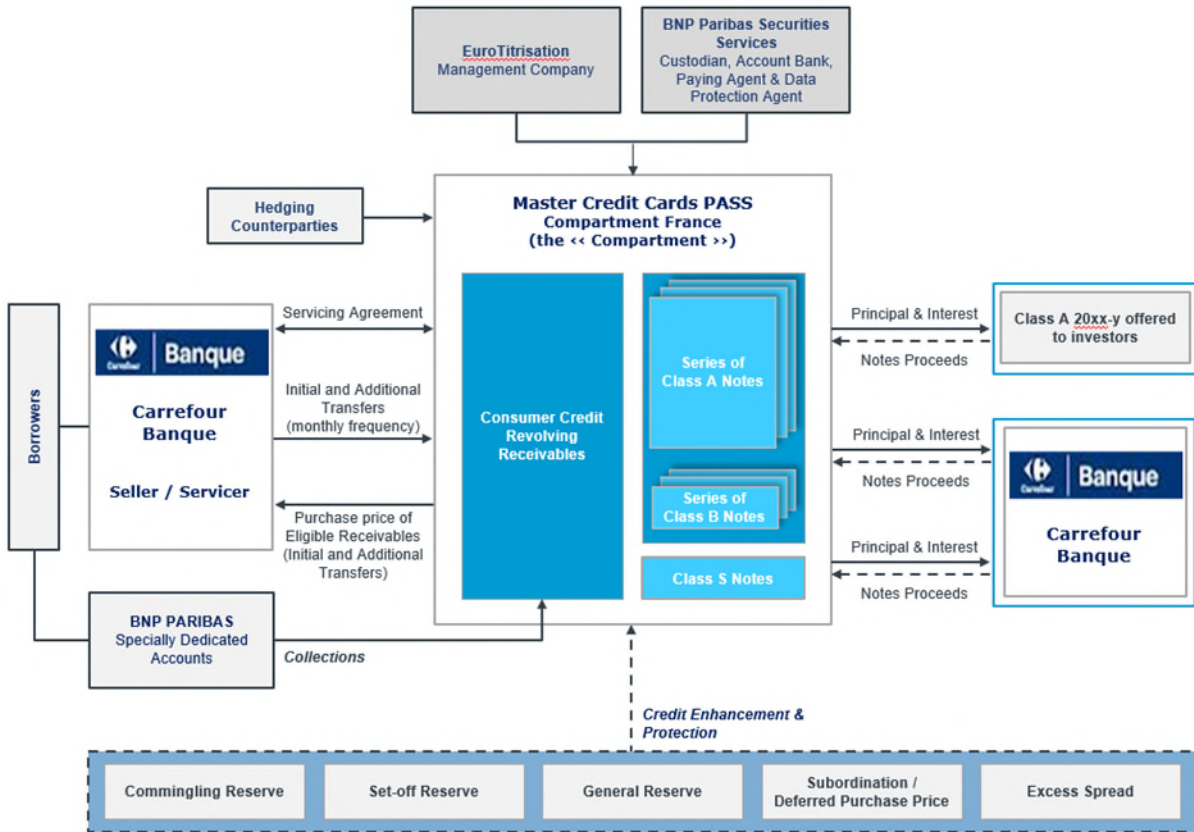 EuroTitrisation
Management Company
BNP Paribas Securities
Services
Custodian, Account Bank,
Paying Agent & Data
Protection Agent
Hedging
Counterparties
Master Credit Cards PASS
Compartment France
(the ‹‹ Compartment ››)
Borrowers
Carrefour
Banque
Carrefour
Banque
Seller / Servicer
Servicing Agreement
Initial and Additional
Transfers
(monthly frequency)
Purchase price of
Eligible Receivables
(Initial and Additional
Transfers)
Consumer Credit
Revolving
Receivables
Series of
Class A Notes
Series of
Class B Notes
Class S Notes
Principal & Interest
Notes Proceeds
Class A 20xx-y offered
to investors
Principal & Interest
Notes Proceeds
Principal & Interest
Notes Proceeds
Carrefour
Banque
Carrefour
Banque
BNP PARIBAS
Specially Dedicated
Accounts
Collections
Credit Enhancement &
Protection
Commingling Reserve
Set-off Reserve
General Reserve
Subordination /
Deferred Purchase Price
Excess Spread